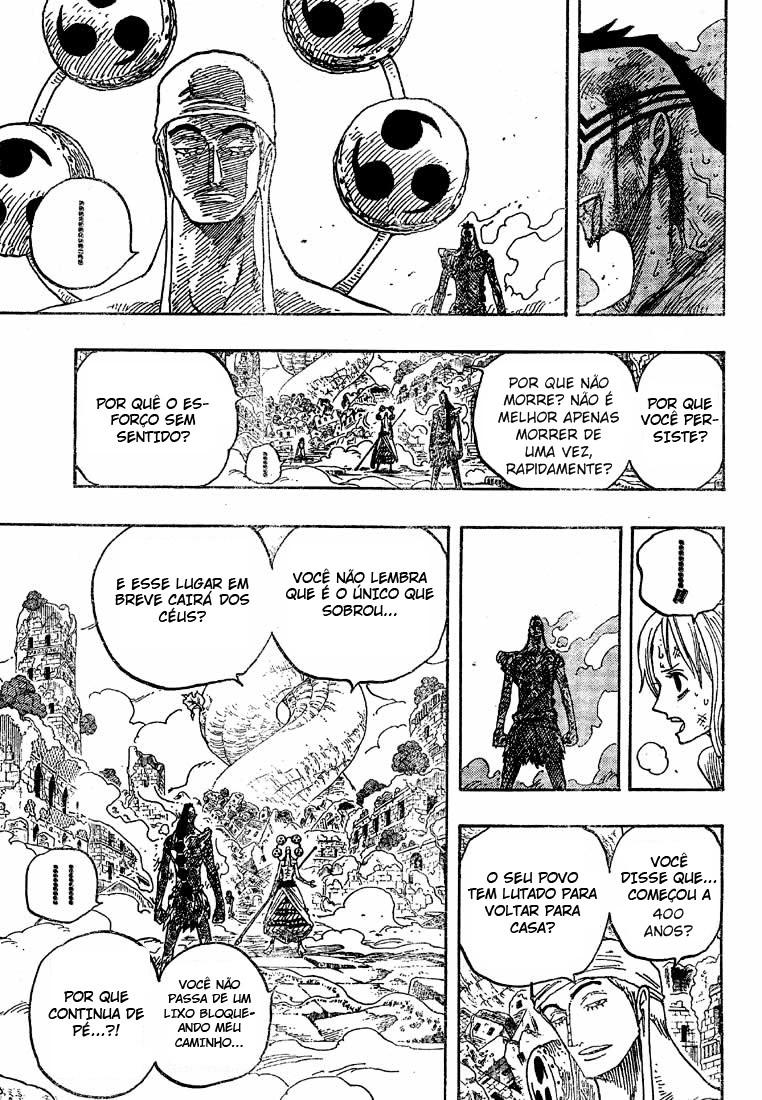 POR QUE
VOCÊ PER-
SISTE?
POR QUE NÃO
MORRE? NÃO É
MELHOR APENAS
MORRER DE
UMA VEZ,
RAPIDAMENTE?
POR QUÊ O ES-
FORÇO SEM
SENTIDO?
VOCÊ
DISSE QUE...
COMEÇOU A
400
ANOS?
O SEU POVO
TEM LUTADO PARA
VOLTAR PARA
CASA?
VOCÊ NÃO LEMBRA
QUE É O ÚNICO QUE
SOBROU...
E ESSE LUGAR EM
BREVE CAIRÁ DOS
CÉUS?
VOCÊ NÃO
PASSA DE UM
LIXO BLOQUE-
ANDO MEU
CAMINHO...
POR QUE
CONTINUA DE
PÉ...?!